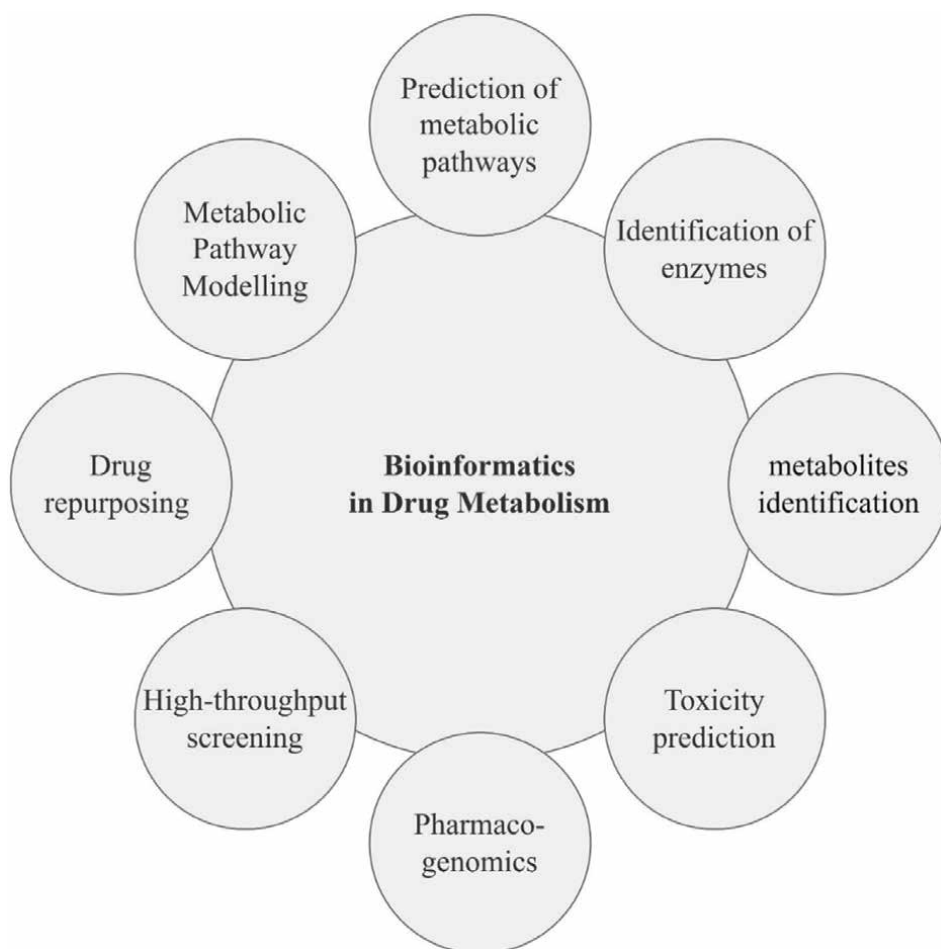 Prediction of
metabolic
pathways
Identification of
enzymes
metabolites
identification
Toxicity
prediction
Pharmaco-
genomics
High-throughput
screening
Drug
repurposing
Metabolic
Pathway
Modelling
Bioinformatics
in Drug Metabolism